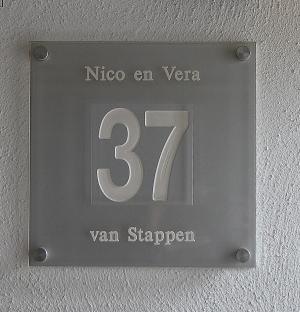 Nico en Vera
37
van Stappen